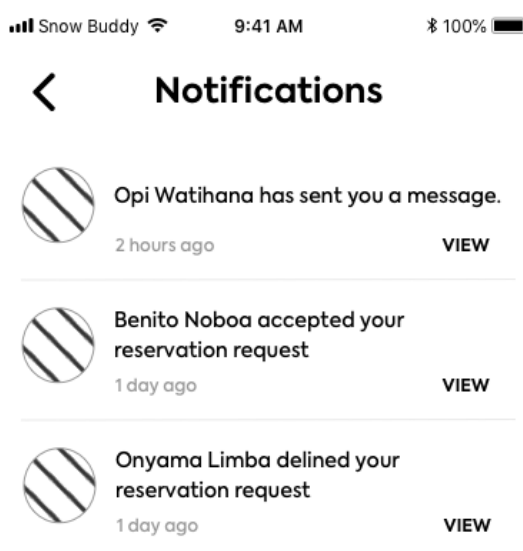 Snow Buddy 9:41 AM 100%
Notifications
Opi Watihana has sent you a message.
2 hours ago VIEW
Benito Noboa accepted your
reservation request
1 day ago VIEW
Onyama Limba delined your
reservation request
1 day ago VIEW